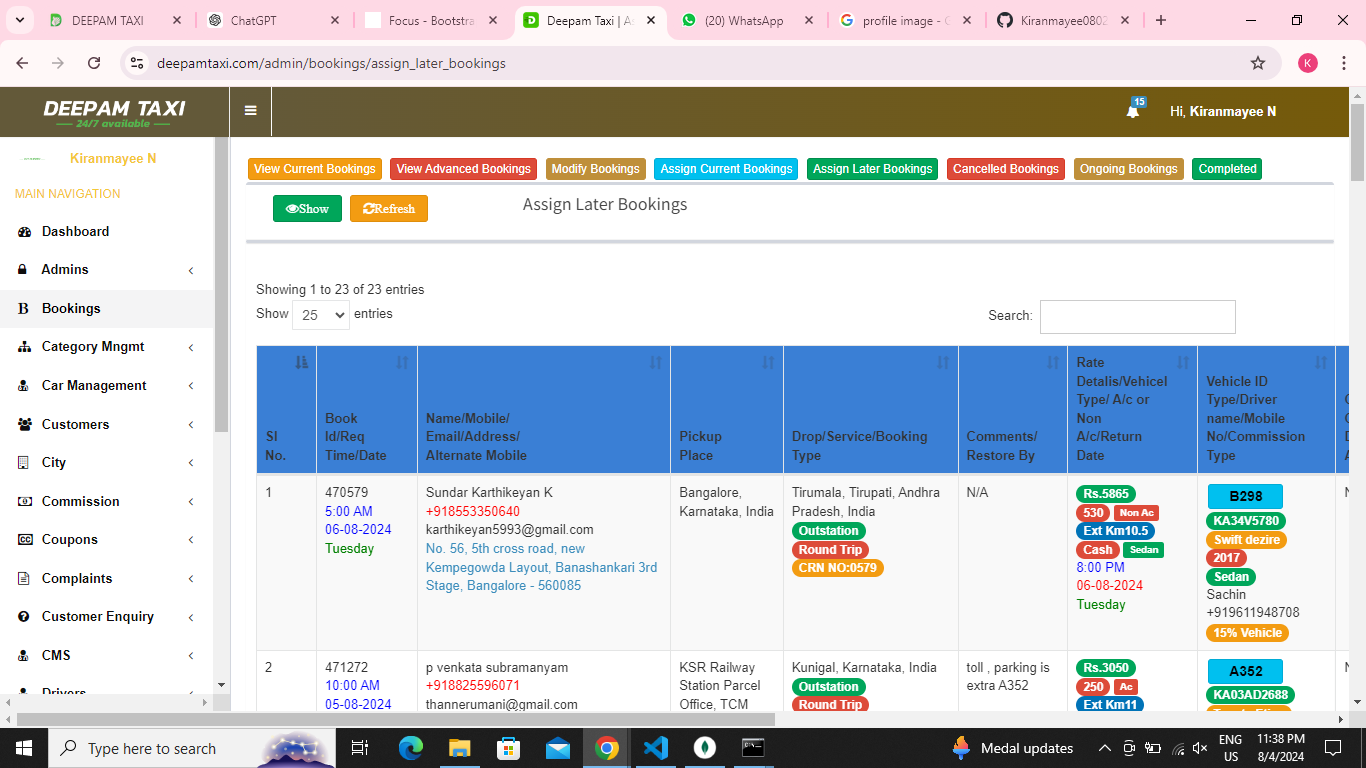 DEEPAM TAXI
ChatGPT
Focus - Bootstra
Deepam Taxi | As
(20) WhatsApp
profile image - G
Kiranmayee0802
deepamtaxi.com/admin/bookings/assign_later_bookings
K
DEEPAM TAXI
24/7 available
15
Hi, Kiranmayee N
Kiranmayee N
MAIN NAVIGATION
Dashboard
Admins
Bookings
Category Mngmt
Car Management
Customers
City
Commission
Coupons
Complaints
Customer Enquiry
CMS
Drivers
View Current Bookings
View Advanced Bookings
Modify Bookings
Assign Current Bookings
Assign Later Bookings
Cancelled Bookings
Ongoing Bookings
Completed
Show
Refresh
Assign Later Bookings
Showing 1 to 23 of 23 entries
Show 25 entries
Search:
Sl
No.
Book
Id/Req
Time/Date
Name/Mobile/
Email/Address/
Alternate Mobile
Pickup
Place
Drop/Service/Booking
Type
Comments/
Restore By
Rate
Detalis/Vehicel
Type/ A/c or
Non
A/c/Return
Date
Vehicle ID
Type/Driver
name/Mobile
No/Commission
Type
1
470579
5:00 AM
06-08-2024
Tuesday
Sundar Karthikeyan K
+918553350640
karthikeyan5993@gmail.com
No. 56, 5th cross road, new
Kempegowda Layout, Banashankari 3rd
Stage, Bangalore - 560085
Bangalore,
Karnataka, India
Tirumala, Tirupati, Andhra
Pradesh, India
Outstation
Round Trip
CRN NO:0579
N/A
Rs.5865
530 Non Ac
Ext Km10.5
Cash Sedan
8:00 PM
06-08-2024
Tuesday
B298
KA34V5780
Swift dezire
2017
Sedan
Sachin
+919611948708
15% Vehicle
2
471272
10:00 AM
05-08-2024
p venkata subramanyam
+918825596071
thannerumani@gmail.com
KSR Railway
Station Parcel
Office, TCM
Kunigal, Karnataka, India
Outstation
Round Trip
toll , parking is
extra A352
Rs.3050
250 Ac
Ext Km11
A352
KA03AD2688
Type here to search
Medal updates
ENG
US
11:38 PM
8/4/2024